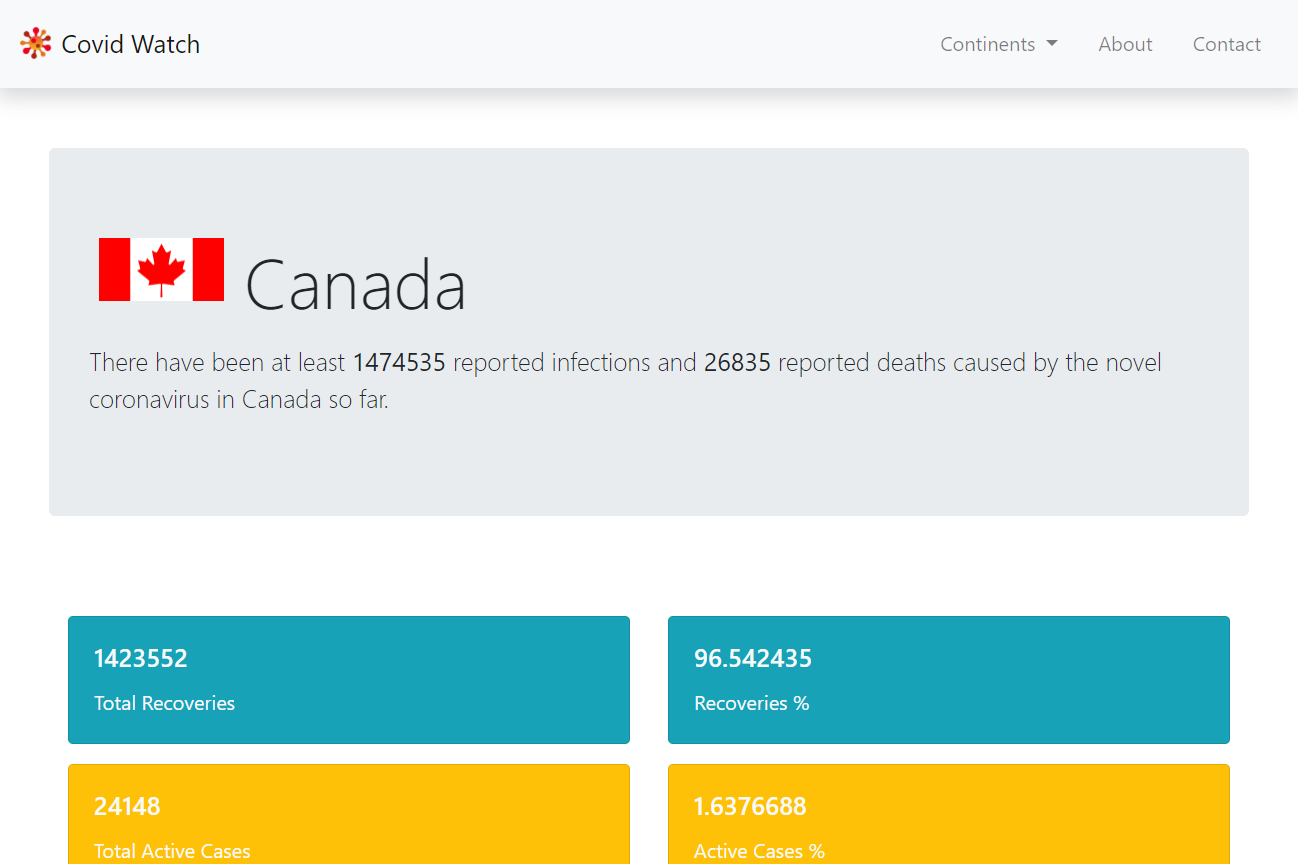 Covid Watch
Continents
About
Contact
Canada
There have been at least 1474535 reported infections and 26835 reported deaths caused by the novel
coronavirus in Canada so far.
1423552
Total Recoveries
96.542435
Recoveries %
24148
Total Active Cases
1.6376688
Active Cases %